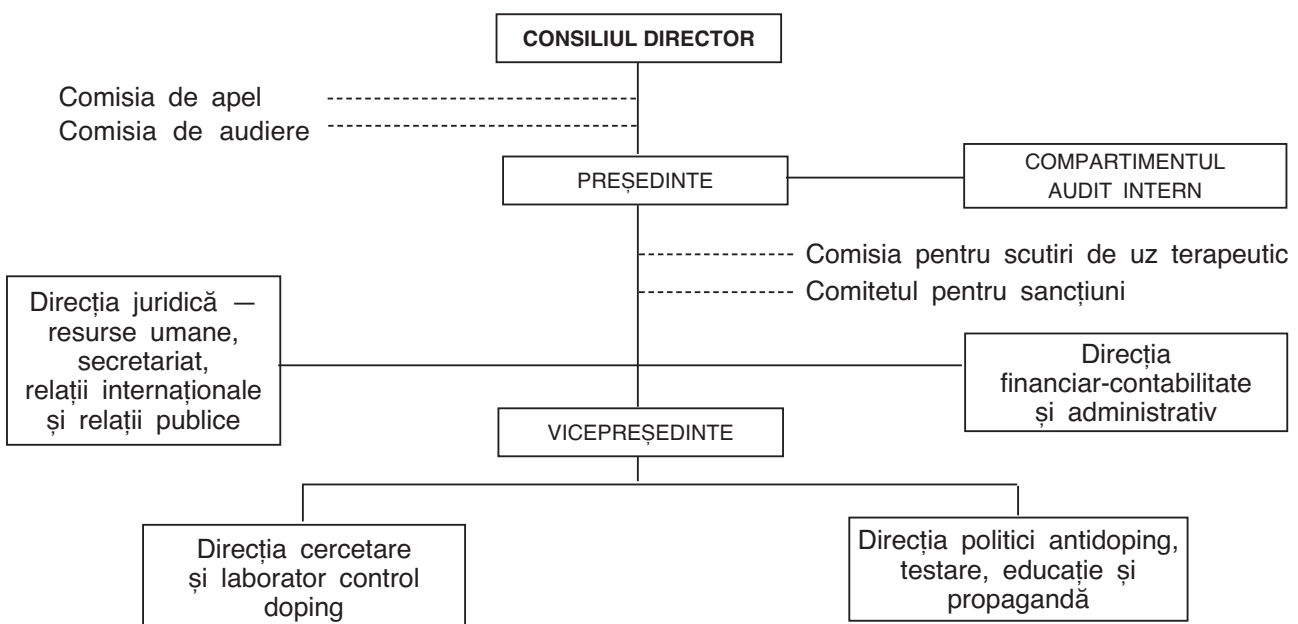 CONSILIUL DIRECTOR
Comisia de apel
Comisia de audiere
PREȘEDINTE
COMPARTIMENTUL
AUDIT INTERN
Comisia pentru scutiri de uz terapeutic
Comitetul pentru sancțiuni
Direcția juridică —
resurse umane,
secretariat,
relații internaționale
și relații publice
Direcția
financiar-contabilitate
și administrativ
VICEPREȘEDINTE
Direcția cercetare
și laborator control
doping
Direcția politici antidoping,
testare, educație și
propagandă